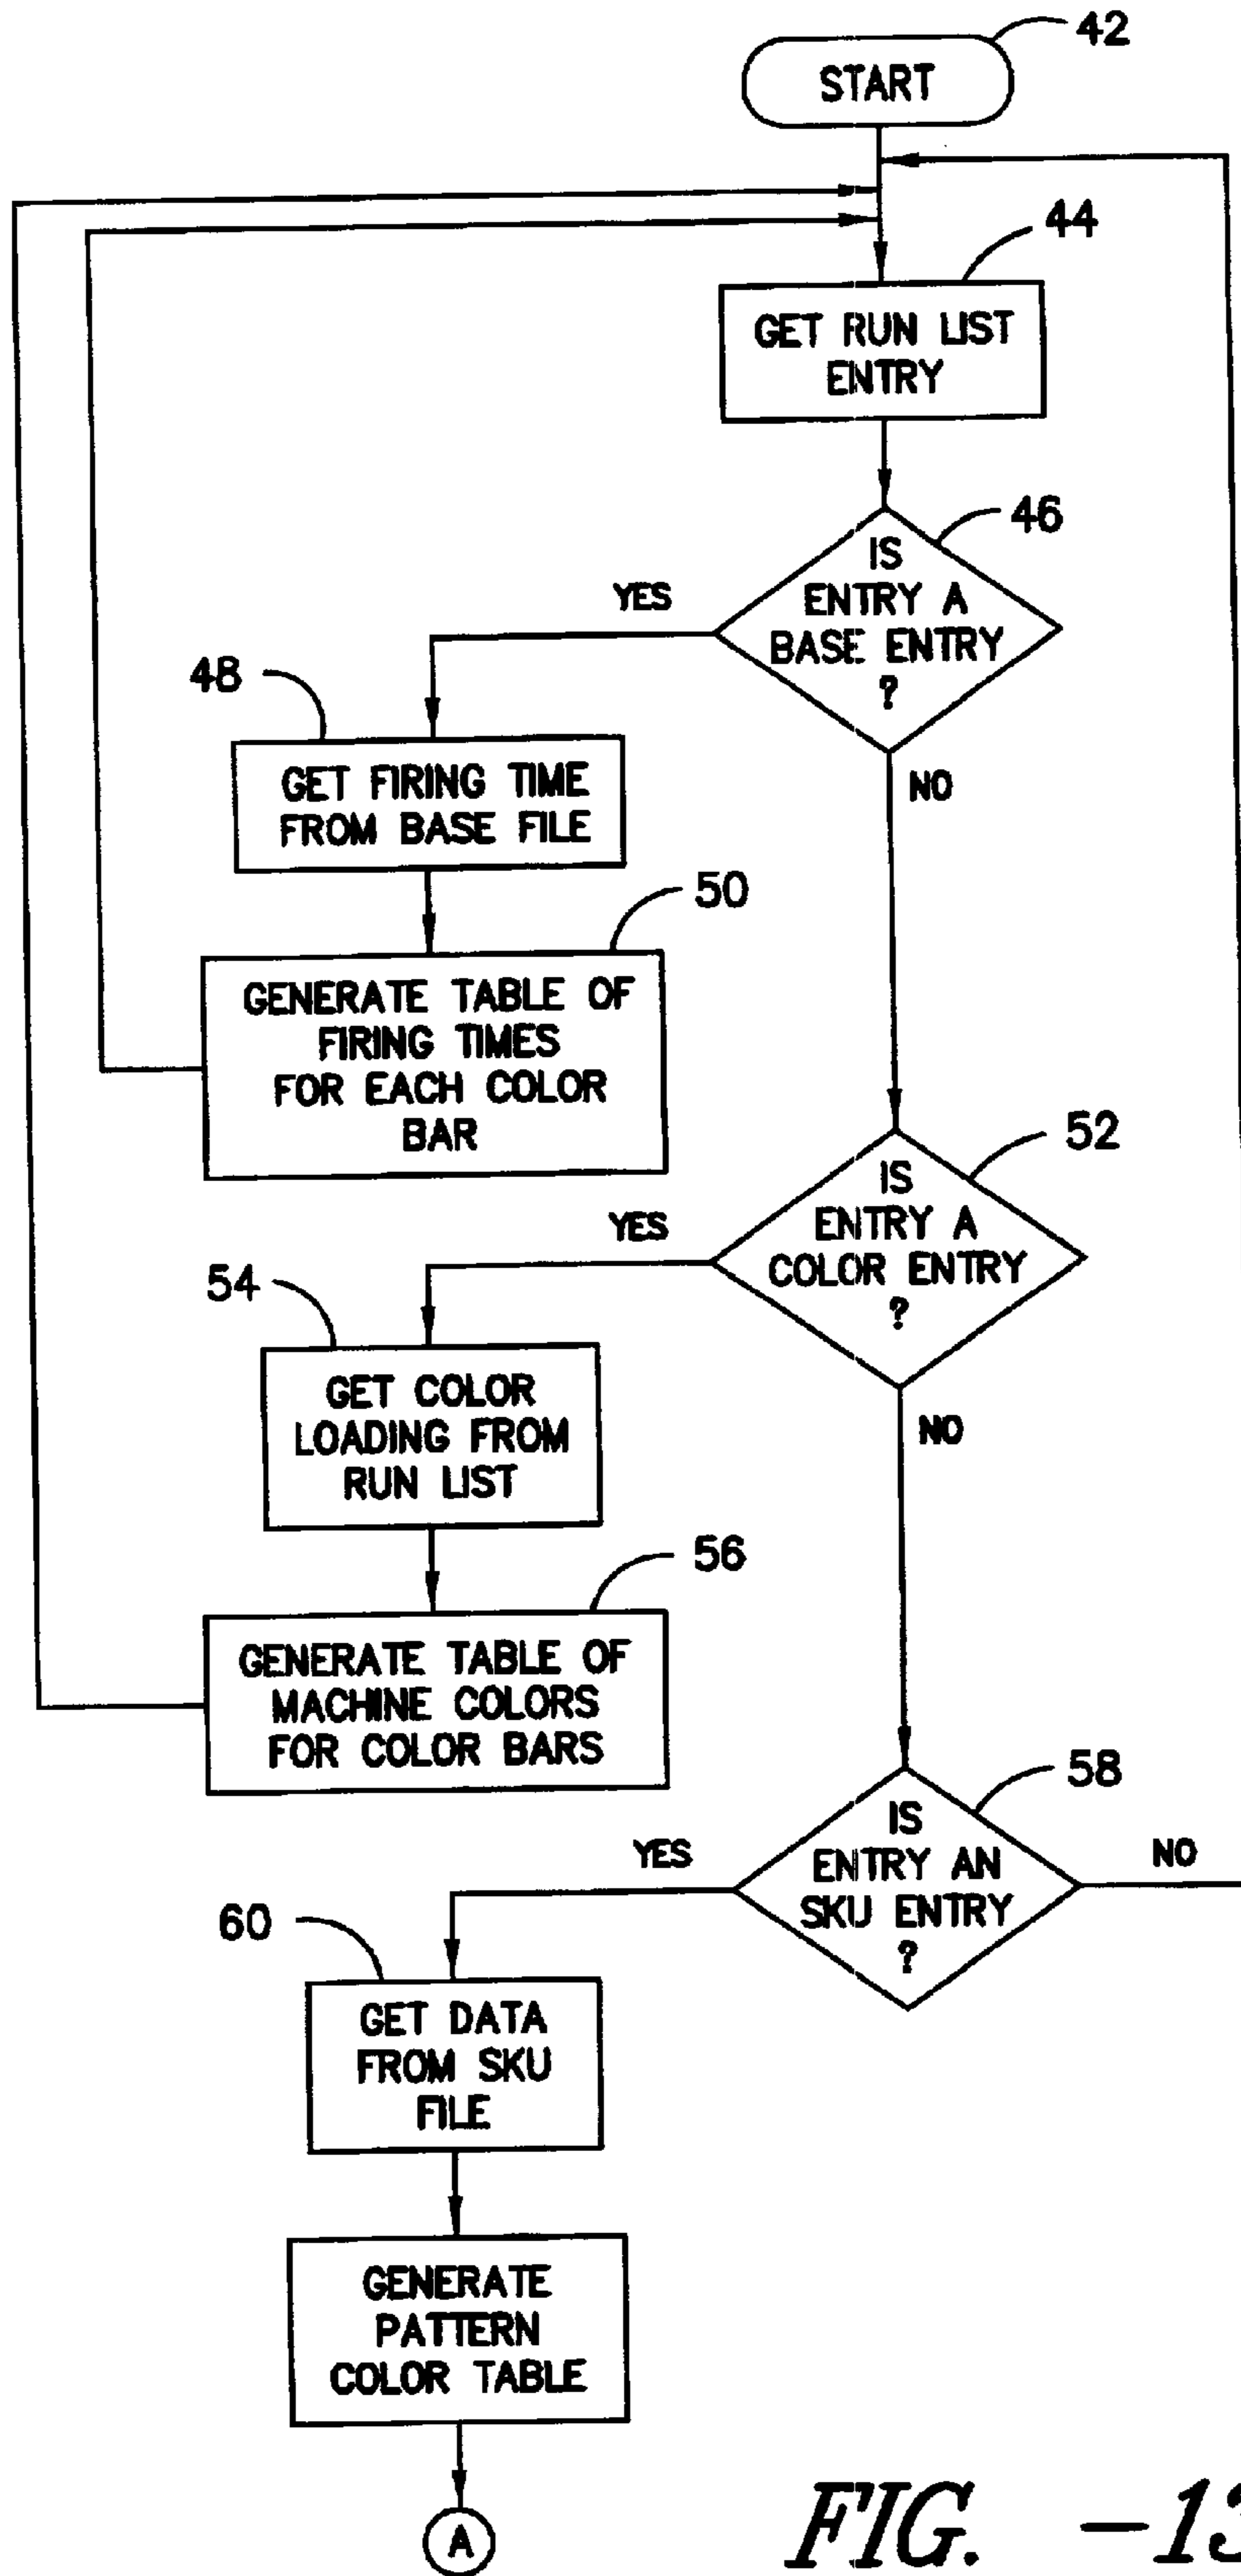 42
START
44
GET RUN LIST
ENTRY
46
IS
ENTRY A
BASE ENTRY
?
YES
NO
48
GET FIRING TIME
FROM BASE FILE
50
GENERATE TABLE OF
FIRING TIMES
FOR EACH COLOR
BAR
52
IS
ENTRY A
COLOR ENTRY
?
YES
NO
54
GET COLOR
LOADING FROM
RUN LIST
56
GENERATE TABLE OF
MACHINE COLORS
FOR COLOR BARS
58
IS
ENTRY AN
SKU ENTRY
?
YES
NO
60
GET DATA
FROM SKU
FILE
GENERATE
PATTERN
COLOR TABLE
A
FIG. -13